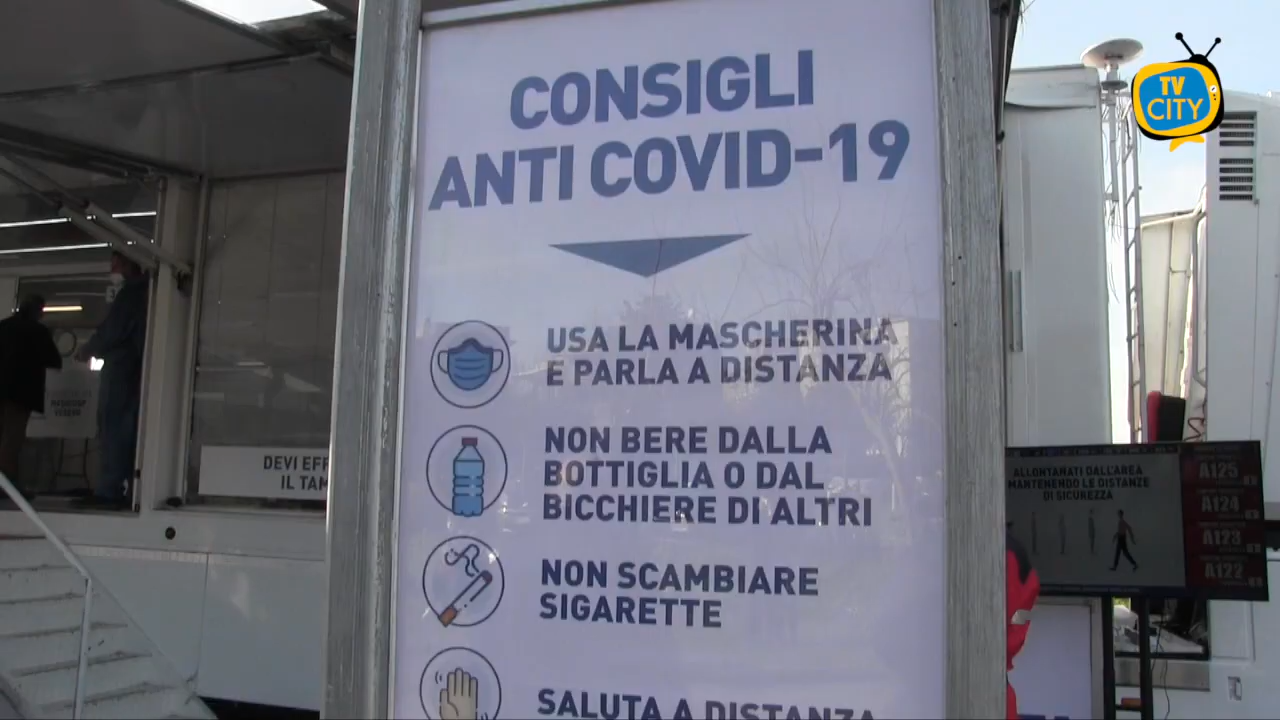 TV
CITY
CONSIGLI
ANTI COVID-19
USA LA MASCHERINA
E PARLA A DISTANZA
NON BERE DALLA
BOTTIGLIA O DAL
BICCHIERE DI ALTRI
NON SCAMBIARE
SIGARETTE
SALUTA A DISTANZA
DEVI EFF
IL TAM
ALLONTANATI DALL'AREA
MANTENENDO LE DISTANZE
DI SICUREZZA
A125
A124
A123
A122